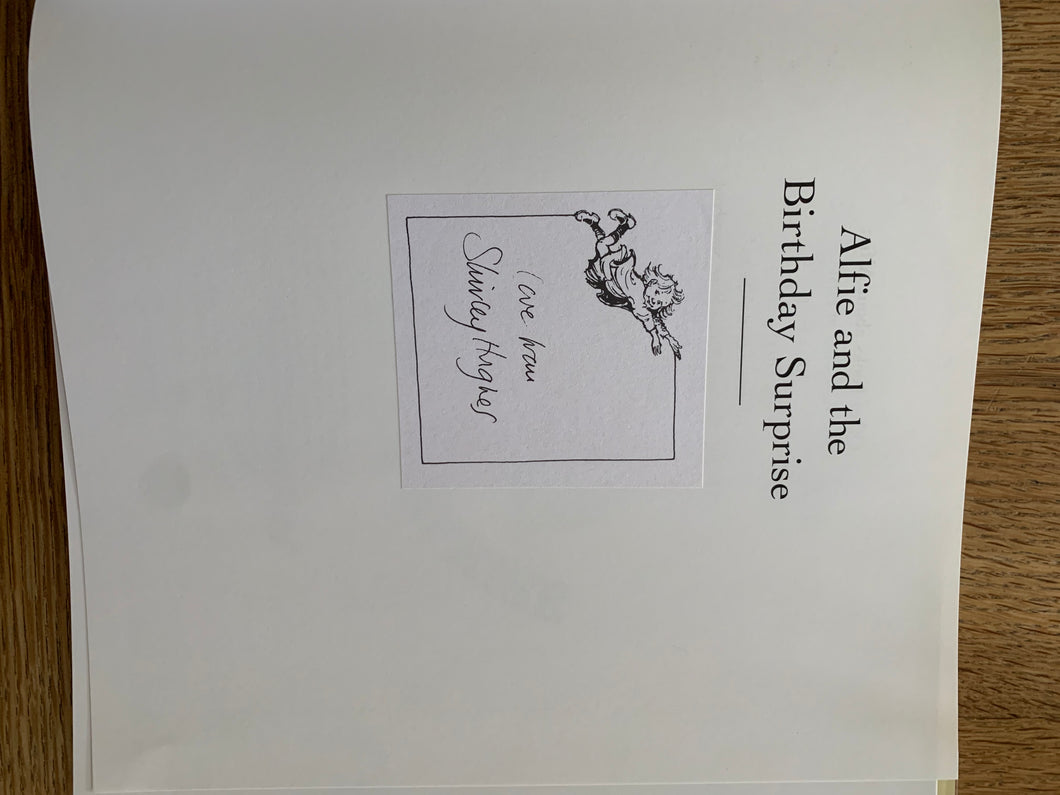 Alfie and the
Birthday Surprise
love from
Shirley Hughes